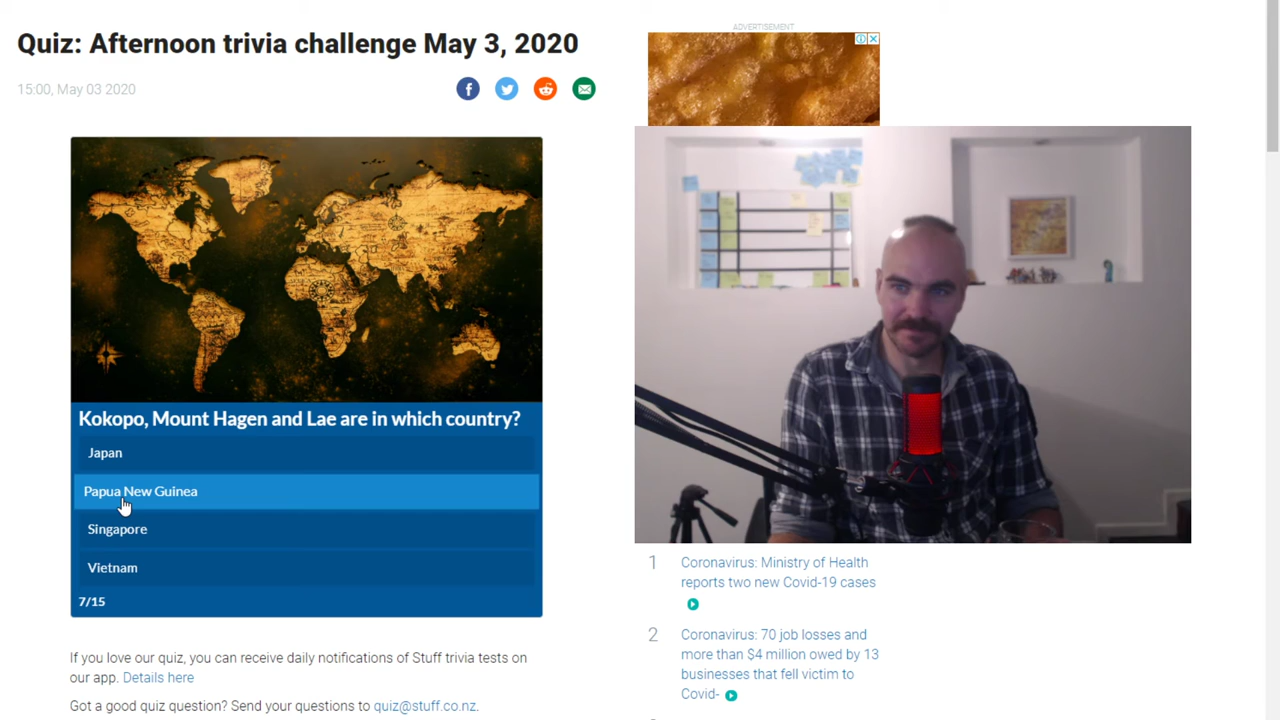 Quiz: Afternoon trivia challenge May 3, 2020
15:00, May 03 2020
ADVERTISEMENT
Kokopo, Mount Hagen and Lae are in which country?
Japan
Papua New Guinea
Singapore
Vietnam
7/15
If you love our quiz, you can receive daily notifications of Stuff trivia tests on
our app. Details here
Got a good quiz question? Send your questions to quiz@stuff.co.nz.
1 Coronavirus: Ministry of Health
reports two new Covid-19 cases
2 Coronavirus: 70 job losses and
more than $4 million owed by 13
businesses that fell victim to
Covid-